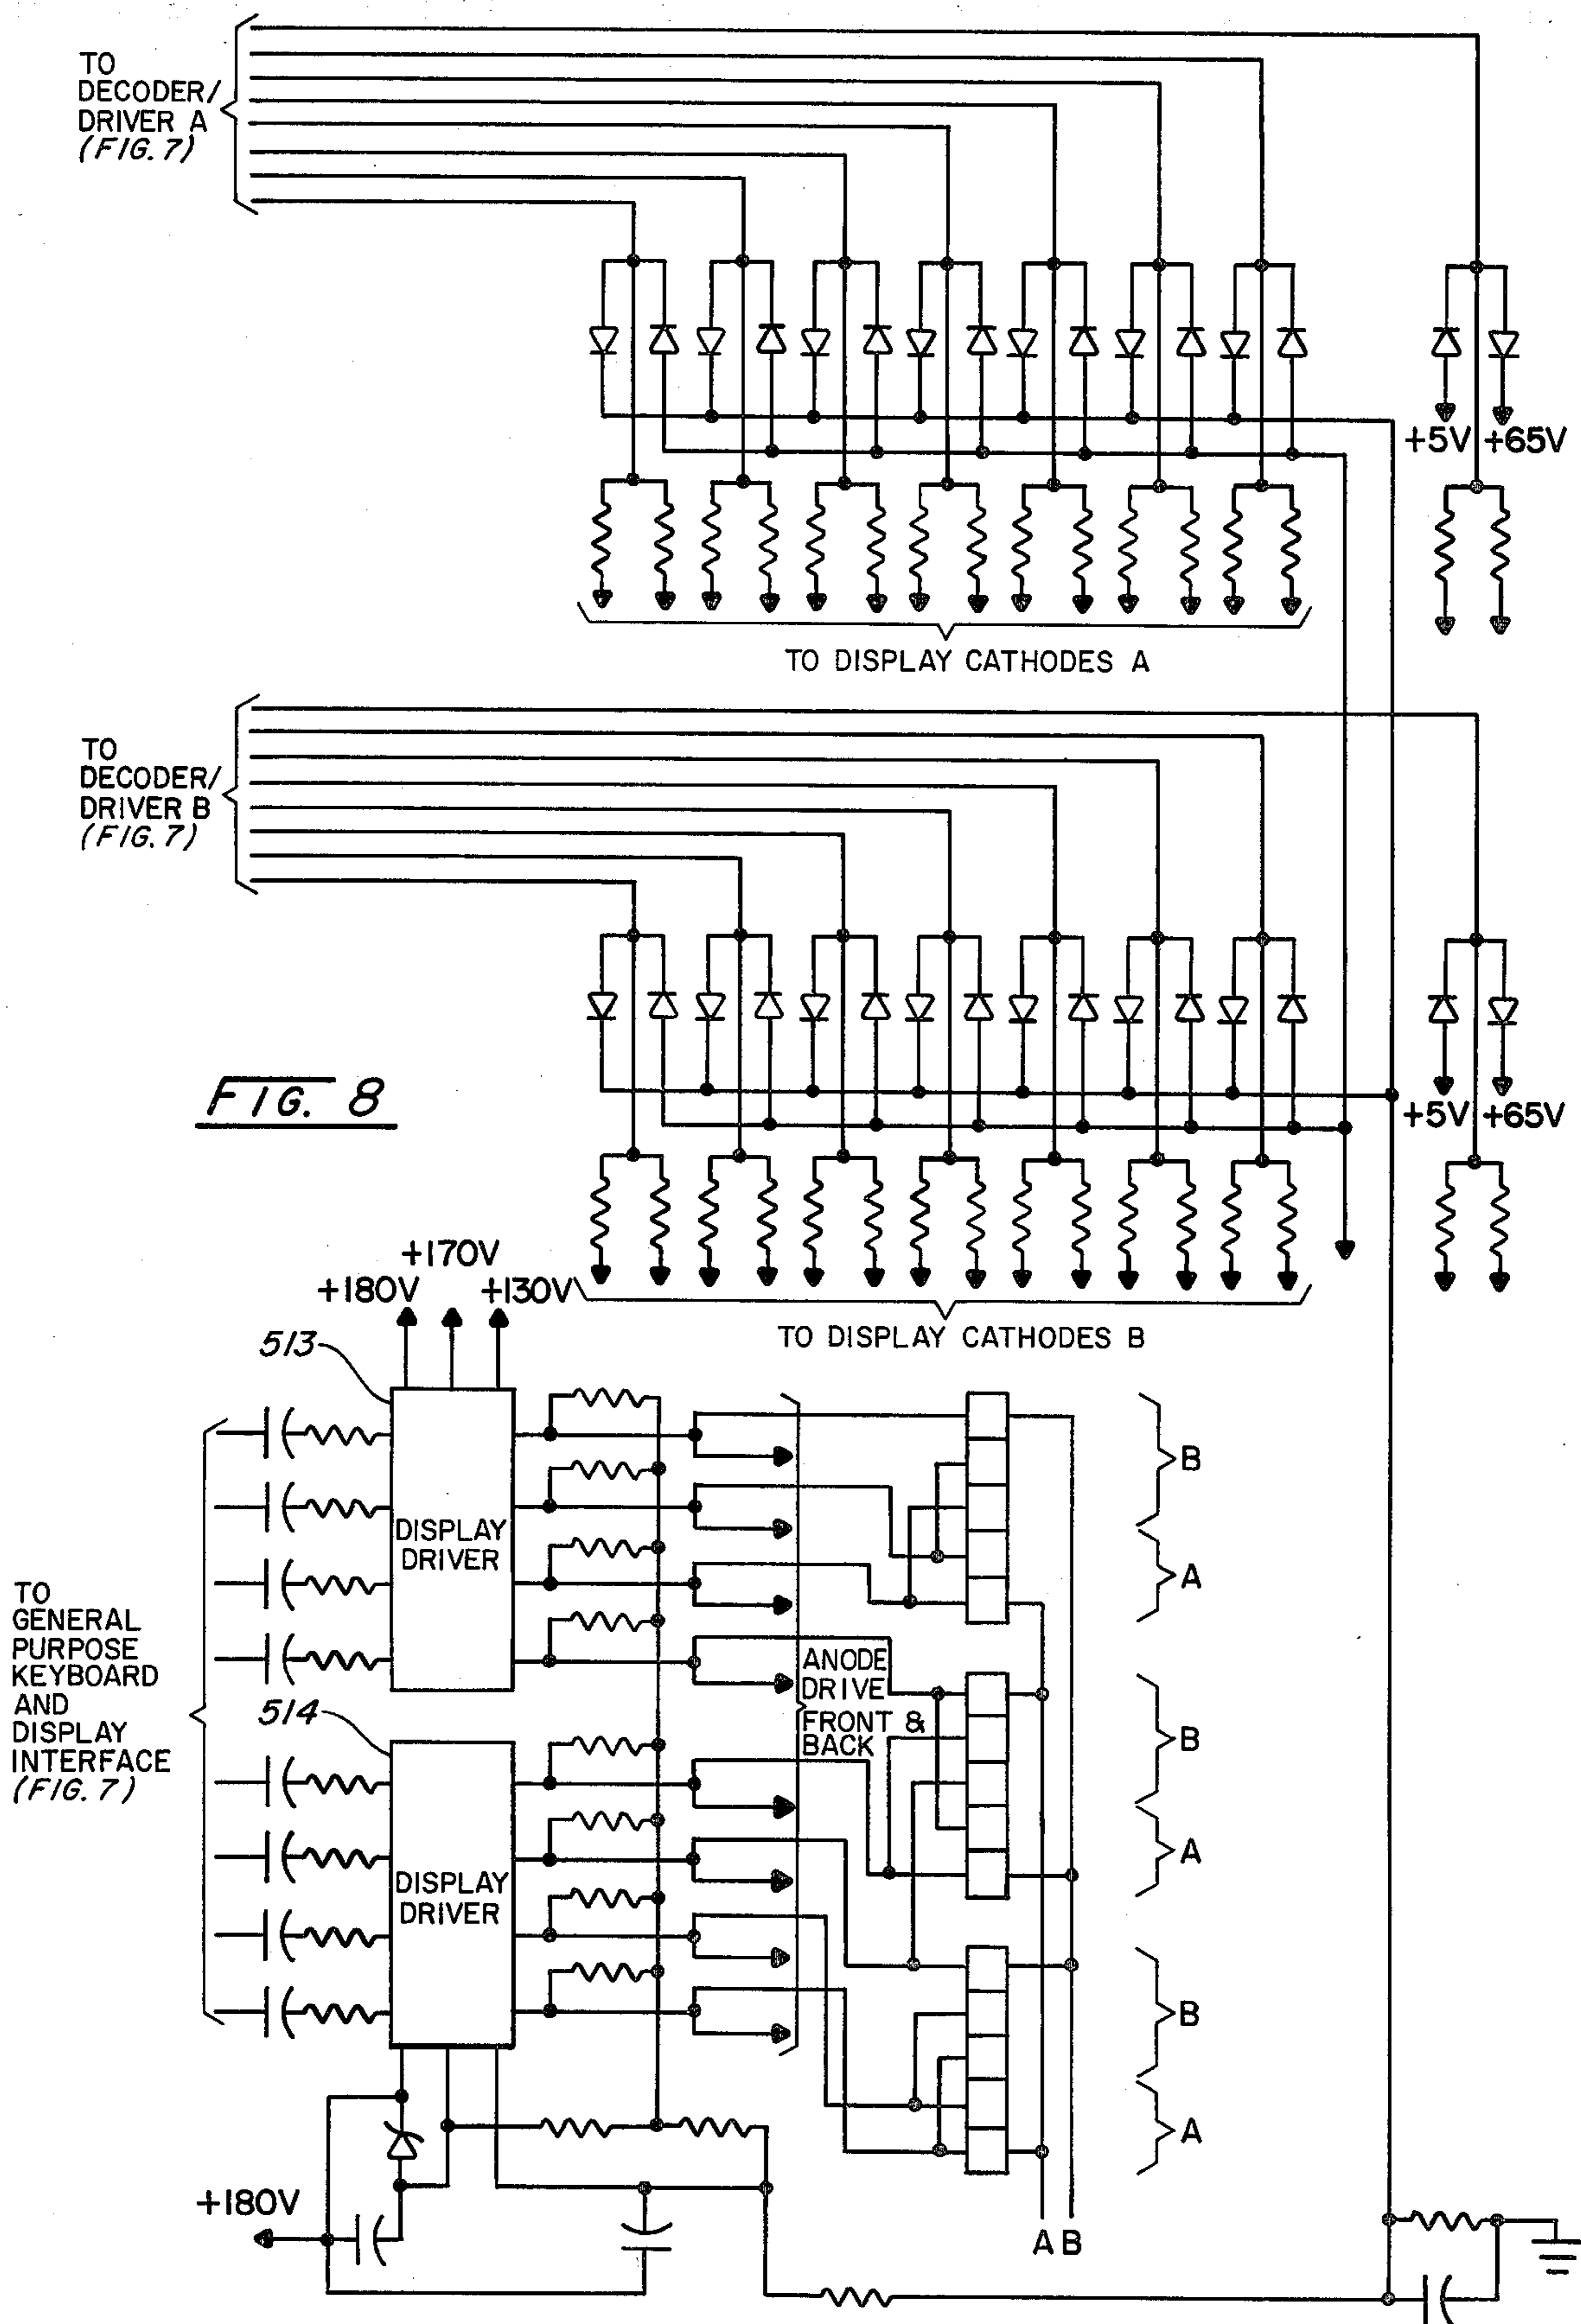 TO
DECODER/
DRIVER A
(FIG. 7)
+5V +65V
TO DISPLAY CATHODES A
TO
DECODER/
DRIVER B
(FIG. 7)
FIG. 8
+5V +65V
+170V
+180V +130V
TO DISPLAY CATHODES B
513
DISPLAY
DRIVER
B
A
TO
GENERAL
PURPOSE
KEYBOARD
AND
DISPLAY
INTERFACE
(FIG. 7)
ANODE
DRIVE
FRONT &
BACK
514
DISPLAY
DRIVER
B
A
B
A
+180V
A B